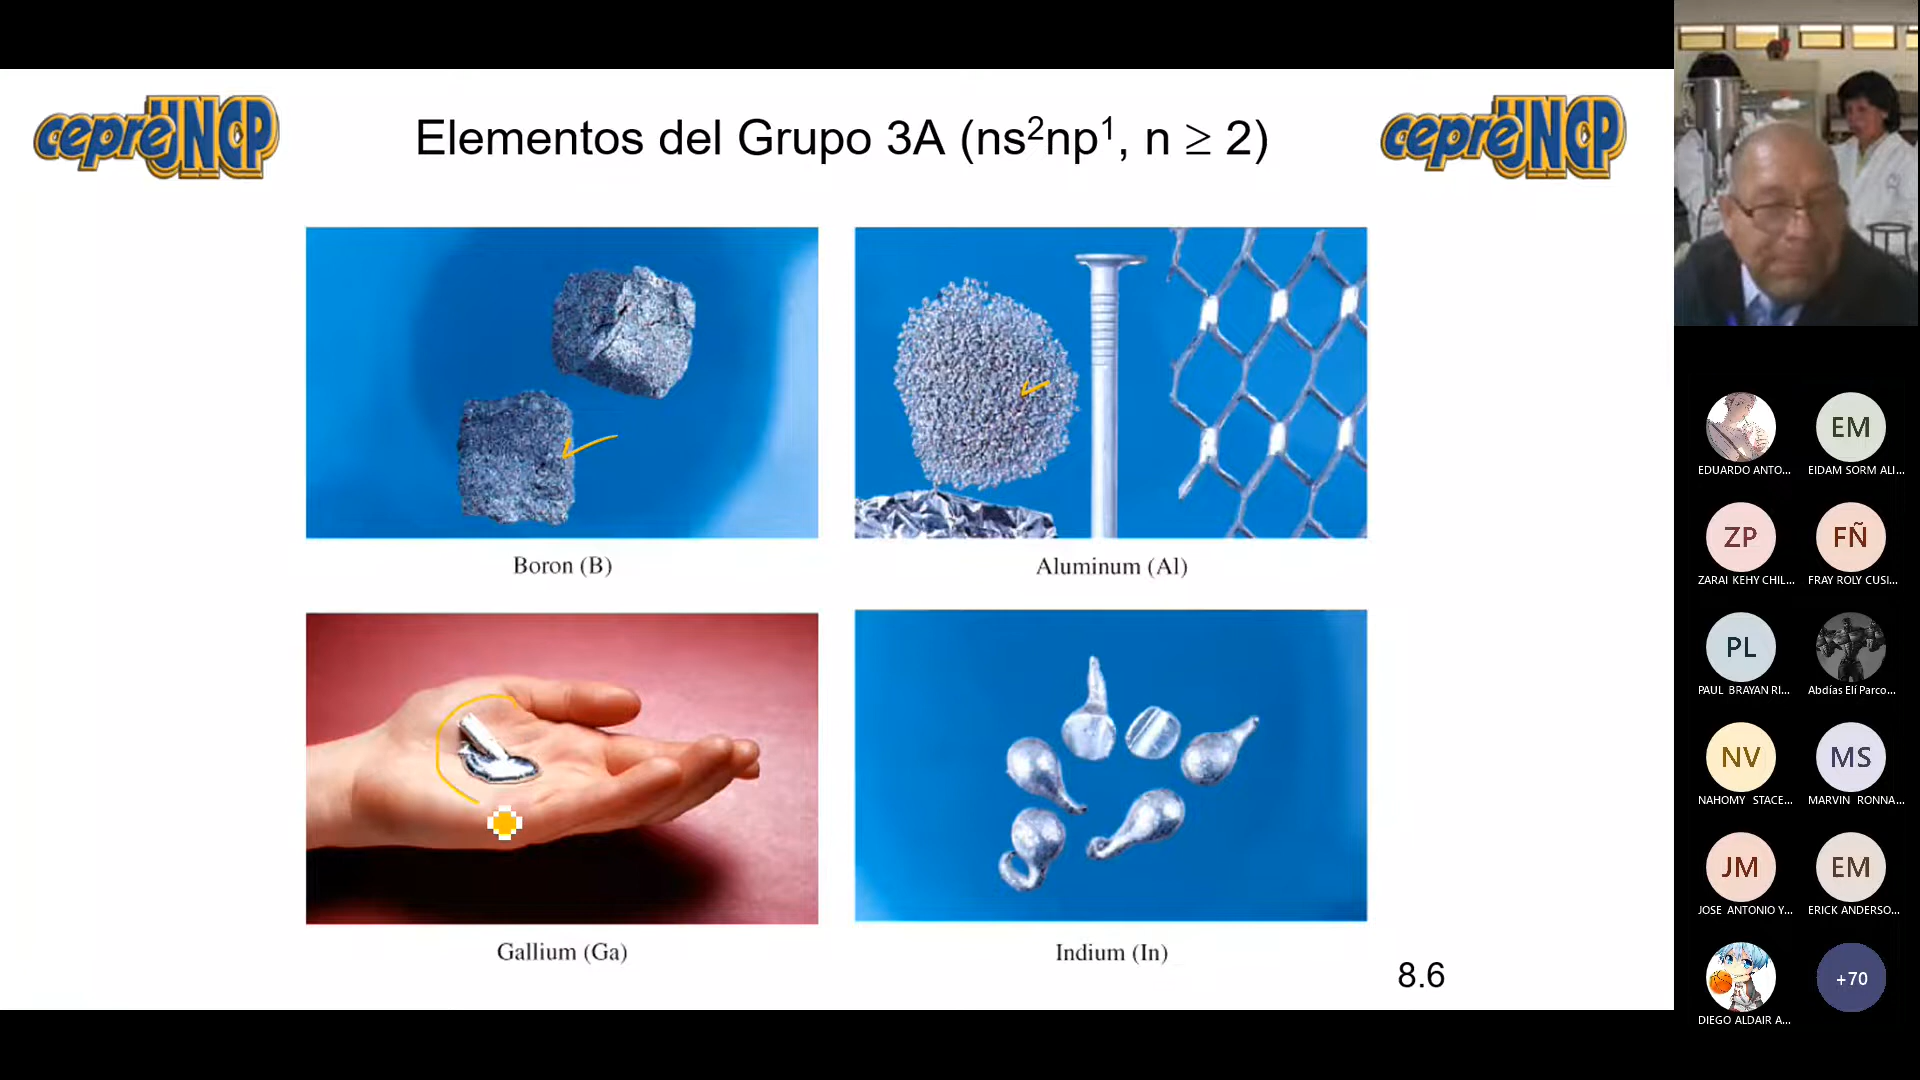 cepreUNCP
Elementos del Grupo 3A (ns²np¹, n ≥ 2)
cepreUNCP
Boron (B)
Aluminum (Al)
Gallium (Ga)
Indium (In)
8.6
EDUARDO ANTO...
EM
EIDAM SORM ALI...
ZP
ZARAI KEHY CHIL...
FÑ
FRAY ROLY CUSI...
PL
PAUL BRAYAN RI...
Abdías Elí Parco...
NV
NAHOMY STACE...
MS
MARVIN RONNA...
JM
JOSE ANTONIO Y...
EM
ERICK ANDERSO...
DIEGO ALDAIR A...
+70